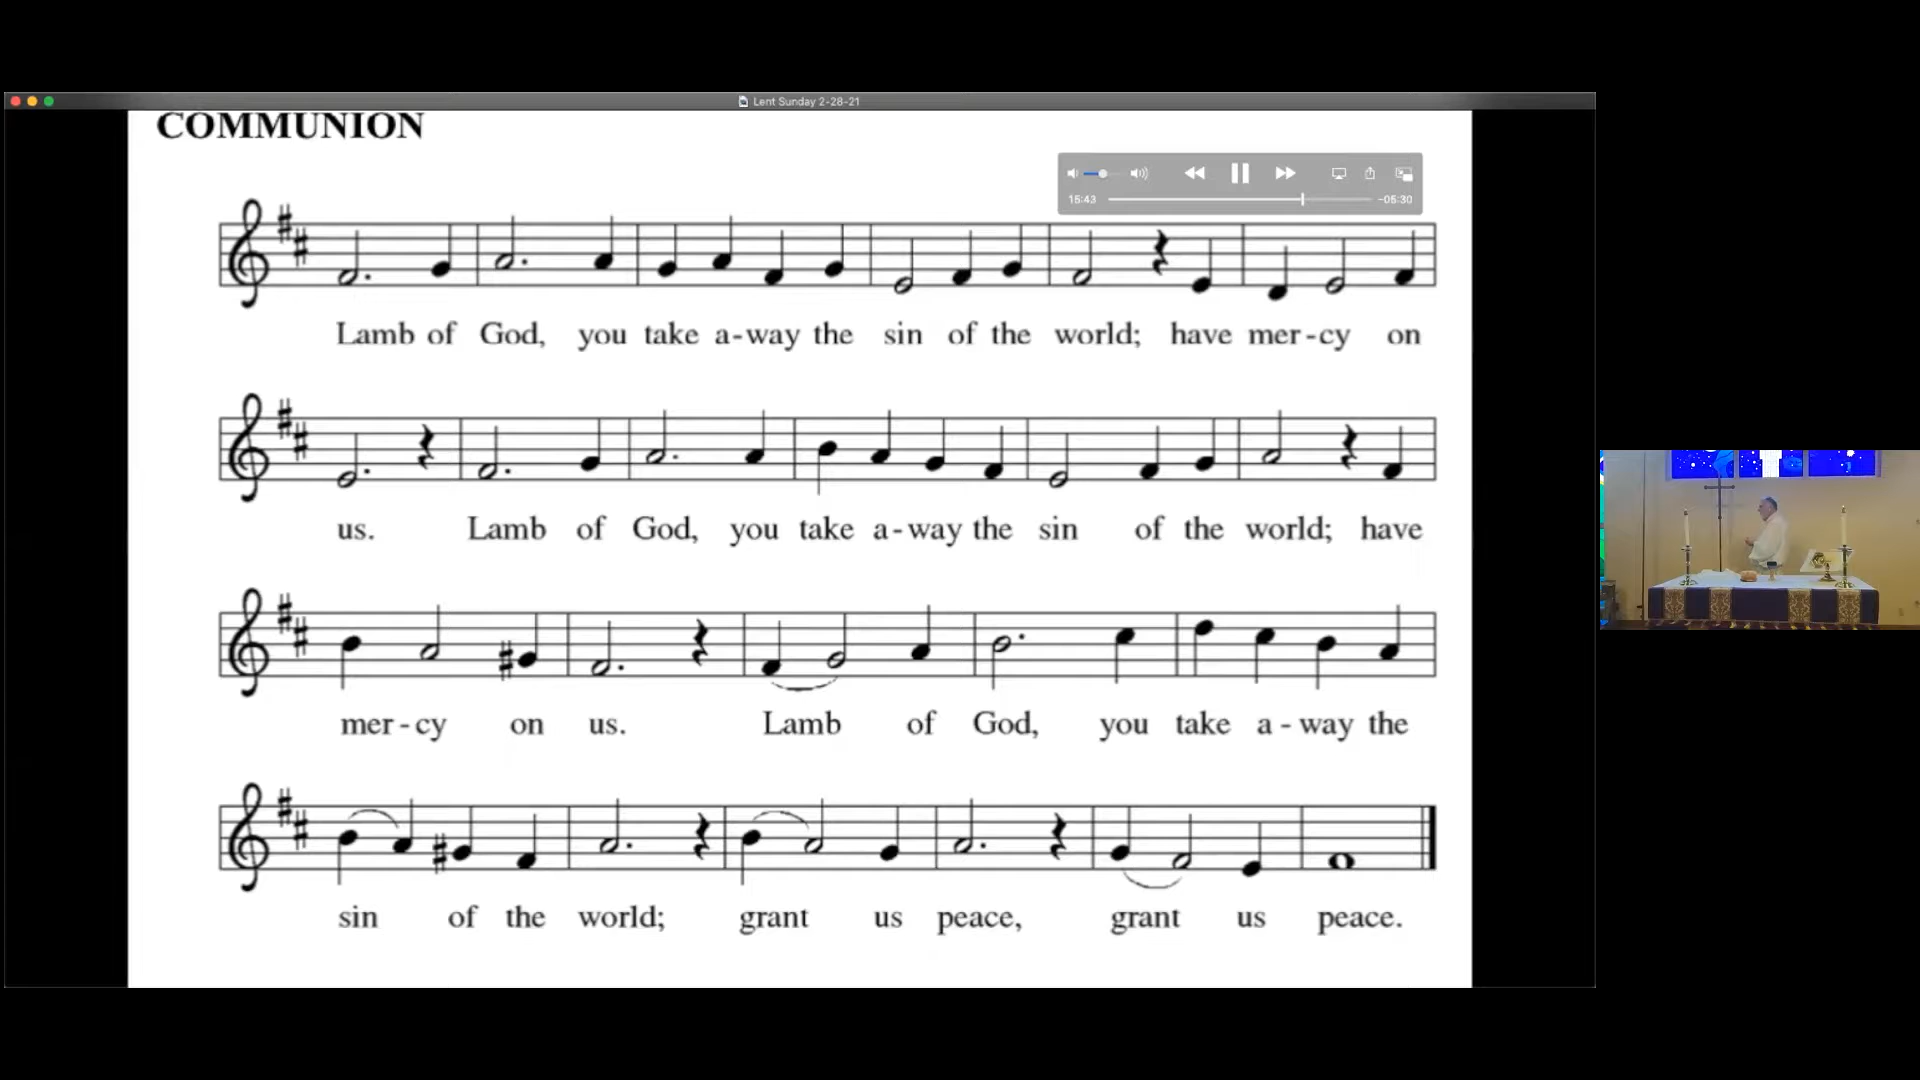 Lent Sunday 2-28-21
COMMUNION
15:43
-05:30
Lamb of God, you take a-way the sin of the world; have mer-cy on
us. Lamb of God, you take a-way the sin of the world; have
mer-cy on us. Lamb of God, you take a-way the
sin of the world; grant us peace, grant us peace.